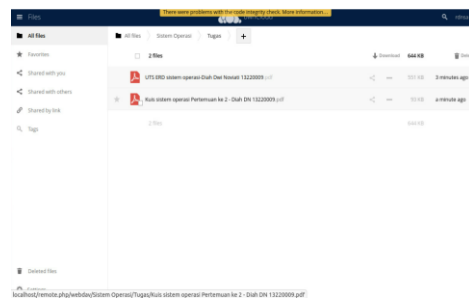 There were problems with the code integrity check. More information...
Files
All files
Favorites
Shared with you
Shared with others
Shared by link
Tags
Deleted files
All files
Sistem Operasi
Tugas
+
2 files
Download
644 KB
UTS ERD sistem operasi-Diah Dwi Noviati 13220009.pdf
3 minutes ago
Kuis sistem operasi Pertemuan ke 2 - Diah DN 13220009.pdf
a minute ago
2 files
644 KB
localhost/remote.php/webdav/Sistem Operasi/Tugas/Kuis sistem operasi Pertemuan ke 2 - Diah DN 13220009.pdf